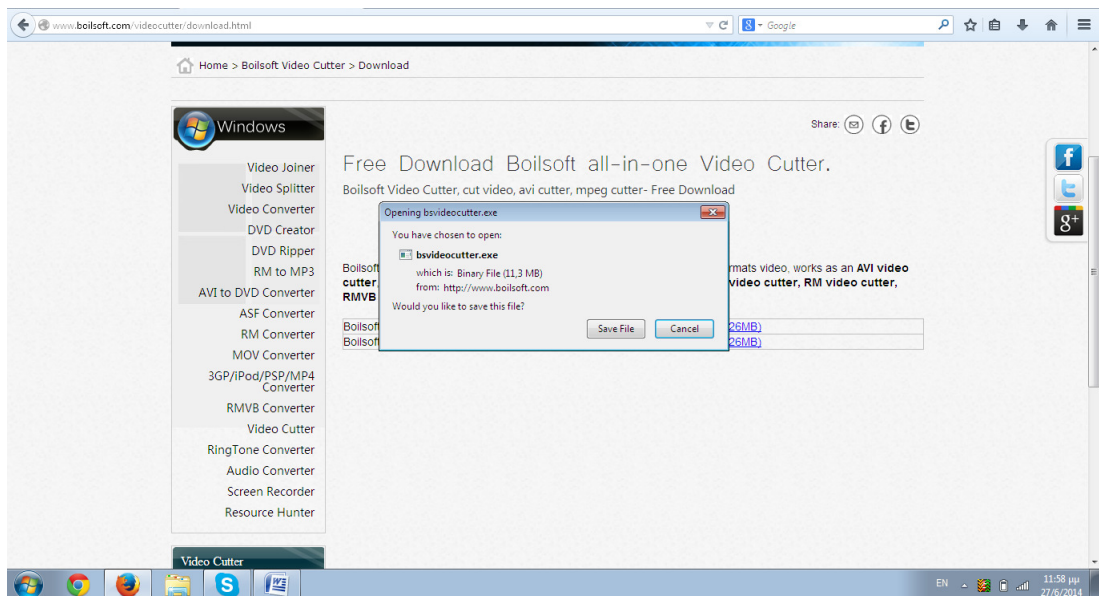 www.boilsoft.com/videocutter/download.html
Google
Home > Boilsoft Video Cutter > Download
Windows
Share:
Video Joiner
Video Splitter
Video Converter
DVD Creator
DVD Ripper
RM to MP3
AVI to DVD Converter
ASF Converter
RM Converter
MOV Converter
3GP/iPod/PSP/MP4
Converter
RMVB Converter
Video Cutter
RingTone Converter
Audio Converter
Screen Recorder
Resource Hunter
Video Cutter
Free Download Boilsoft all-in-one Video Cutter.
Boilsoft Video Cutter, cut video, avi cutter, mpeg cutter- Free Download
Opening bsvideocutter.exe
You have chosen to open:
bsvideocutter.exe
which is: Binary File (11,3 MB)
from: http://www.boilsoft.com
Would you like to save this file?
Save File Cancel
Boilsoft mats video, works as an AVI video
cutter, video cutter, RM video cutter,
RMVB
Boilsoft 26MB)
Boilsoft 26MB)
EN
11:58 μμ
27/6/2014